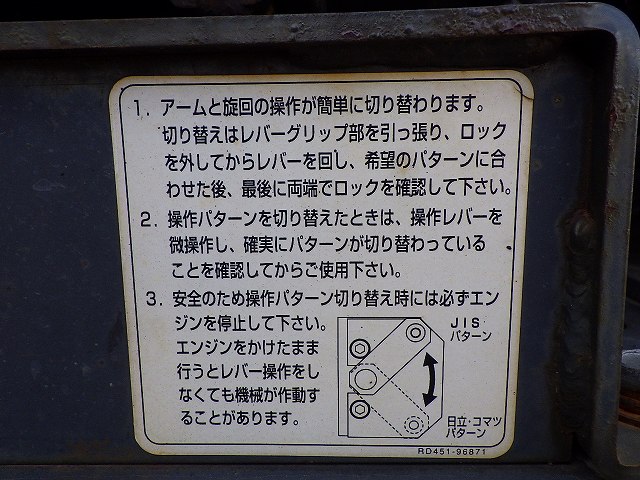 1. アームと旋回の操作が簡単に切り替わります。
切り替えはレバーグリップ部を引っ張り、ロック
を外してからレバーを回し、希望のパターンに合
わせた後、最後に両端でロックを確認して下さい。
2. 操作パターンを切り替えたときは、操作レバーを
微操作し、確実にパターンが切り替わっている
ことを確認してからご使用下さい。
3. 安全のため操作パターン切り替え時には必ずエン
ジンを停止して下さい。
エンジンをかけたまま
行うとレバー操作をし
なくても機械が作動す
ることがあります。
JIS
パターン
日立・コマツ
パターン
RD451-96871